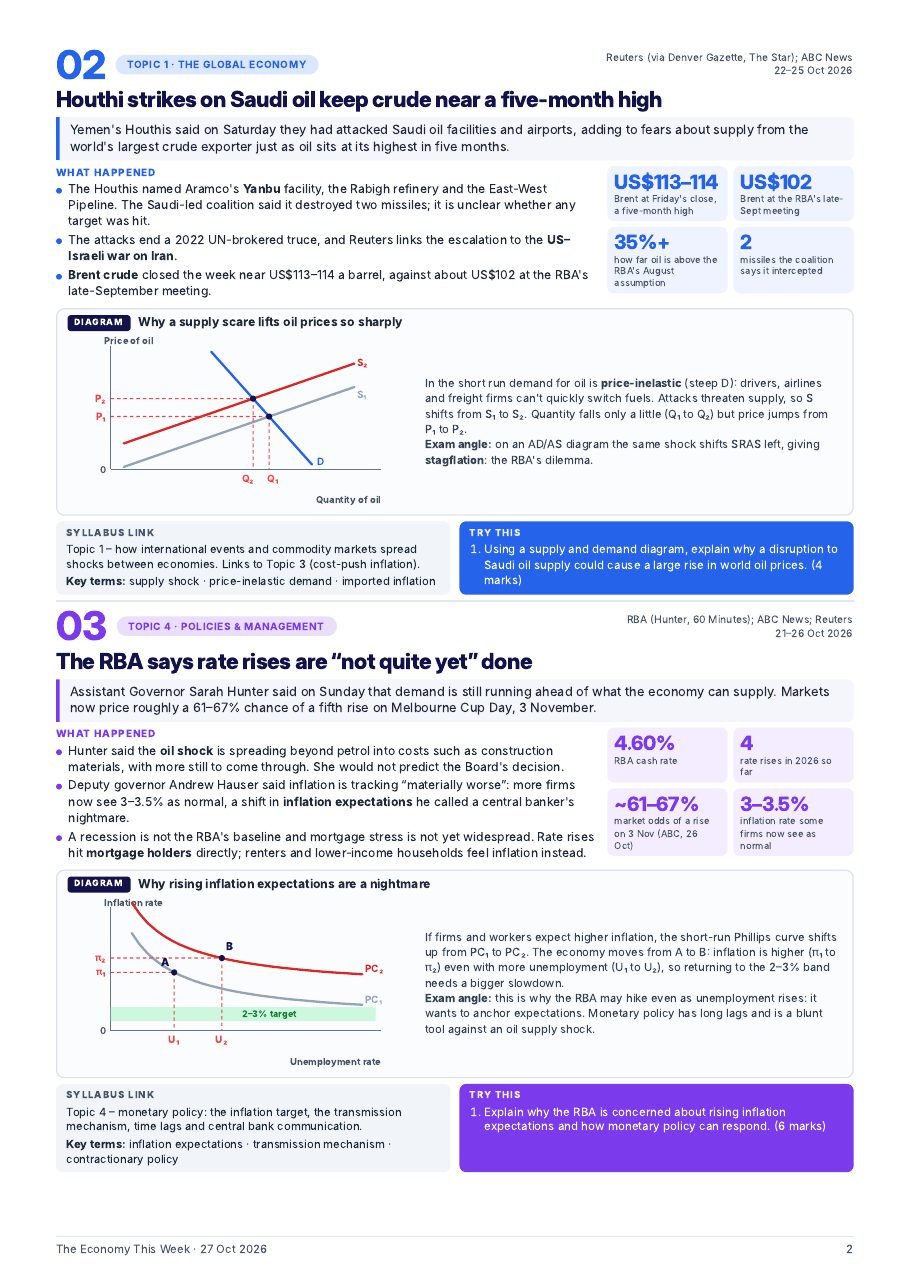 02
TOPIC 1 · THE GLOBAL ECONOMY
Reuters (via Denver Gazette, The Star); ABC News
22–25 Oct 2026
Houthi strikes on Saudi oil keep crude near a five-month high
Yemen's Houthis said on Saturday they had attacked Saudi oil facilities and airports, adding to fears about supply from the
world's largest crude exporter just as oil sits at its highest in five months.
WHAT HAPPENED
The Houthis named Aramco's Yanbu facility, the Rabigh refinery and the East-West
Pipeline. The Saudi-led coalition said it destroyed two missiles; it is unclear whether any
target was hit.
The attacks end a 2022 UN-brokered truce, and Reuters links the escalation to the US–
Israeli war on Iran.
Brent crude closed the week near US$113–114 a barrel, against about US$102 at the RBA's
late-September meeting.
US$113–114
Brent at Friday's close,
a five-month high
US$102
Brent at the RBA's late-
Sept meeting
35%+
how far oil is above the
RBA's August
assumption
2
missiles the coalition
says it intercepted
DIAGRAM
Why a supply scare lifts oil prices so sharply
Price of oil
S₂
S₁
P₂
P₁
0
D
Q₂
Q₁
Quantity of oil
In the short run demand for oil is price-inelastic (steep D): drivers, airlines
and freight firms can't quickly switch fuels. Attacks threaten supply, so S
shifts from S₁ to S₂. Quantity falls only a little (Q₁ to Q₂) but price jumps from
P₁ to P₂.
Exam angle: on an AD/AS diagram the same shock shifts SRAS left, giving
stagflation: the RBA's dilemma.
SYLLABUS LINK
Topic 1 – how international events and commodity markets spread
shocks between economies. Links to Topic 3 (cost-push inflation).
Key terms: supply shock · price-inelastic demand · imported inflation
TRY THIS
1. Using a supply and demand diagram, explain why a disruption to
Saudi oil supply could cause a large rise in world oil prices. (4
marks)
03
TOPIC 4 · POLICIES & MANAGEMENT
RBA (Hunter, 60 Minutes); ABC News; Reuters
21–26 Oct 2026
The RBA says rate rises are “not quite yet” done
Assistant Governor Sarah Hunter said on Sunday that demand is still running ahead of what the economy can supply. Markets
now price roughly a 61–67% chance of a fifth rise on Melbourne Cup Day, 3 November.
WHAT HAPPENED
Hunter said the oil shock is spreading beyond petrol into costs such as construction
materials, with more still to come through. She would not predict the Board's decision.
Deputy governor Andrew Hauser said inflation is tracking “materially worse”: more firms
now see 3–3.5% as normal, a shift in inflation expectations he called a central banker's
nightmare.
A recession is not the RBA's baseline and mortgage stress is not yet widespread. Rate rises
hit mortgage holders directly; renters and lower-income households feel inflation instead.
4.60%
RBA cash rate
4
rate rises in 2026 so
far
~61–67%
market odds of a rise
on 3 Nov (ABC, 26
Oct)
3–3.5%
inflation rate some
firms now see as
normal
DIAGRAM
Why rising inflation expectations are a nightmare
Inflation rate
B
A
π₂
π₁
PC₂
PC₁
2–3% target
0
U₁
U₂
Unemployment rate
If firms and workers expect higher inflation, the short-run Phillips curve shifts
up from PC₁ to PC₂. The economy moves from A to B: inflation is higher (π₁ to
π₂) even with more unemployment (U₁ to U₂), so returning to the 2–3% band
needs a bigger slowdown.
Exam angle: this is why the RBA may hike even as unemployment rises: it
wants to anchor expectations. Monetary policy has long lags and is a blunt
tool against an oil supply shock.
SYLLABUS LINK
Topic 4 – monetary policy: the inflation target, the transmission
mechanism, time lags and central bank communication.
Key terms: inflation expectations · transmission mechanism ·
contractionary policy
TRY THIS
1. Explain why the RBA is concerned about rising inflation
expectations and how monetary policy can respond. (6 marks)
The Economy This Week · 27 Oct 2026
2